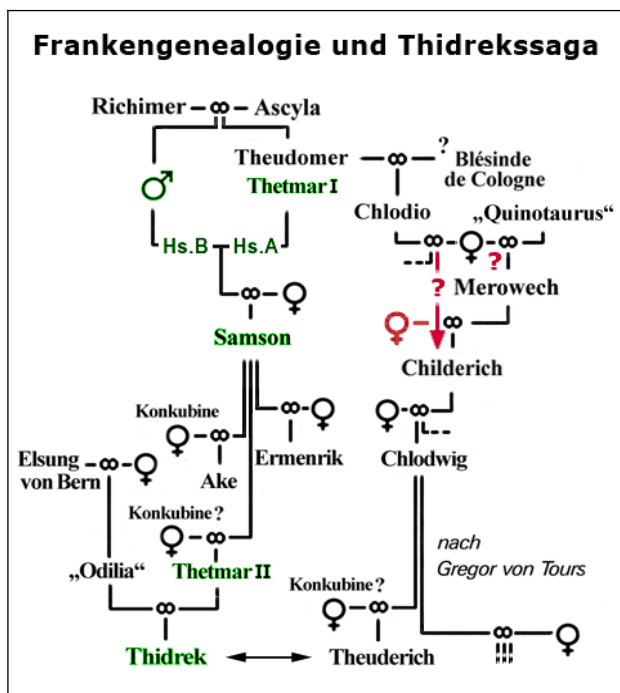 Frankengenealogie und Thidrekssaga
Richimer
Ascyla
Theudomer
?
Blésinde
de Cologne
Thetmar I
Chlodio
„Quinotaurus“
Hs.B
Hs.A
?
?
Merowech
Samson
Childerich
Konkubine
Ermenrik
Chlodwig
Elsung
von Bern
Ake
Konkubine?
nach
Gregor von Tours
„Odilia“
Thetmar II
Konkubine?
Thidrek
Theuderich